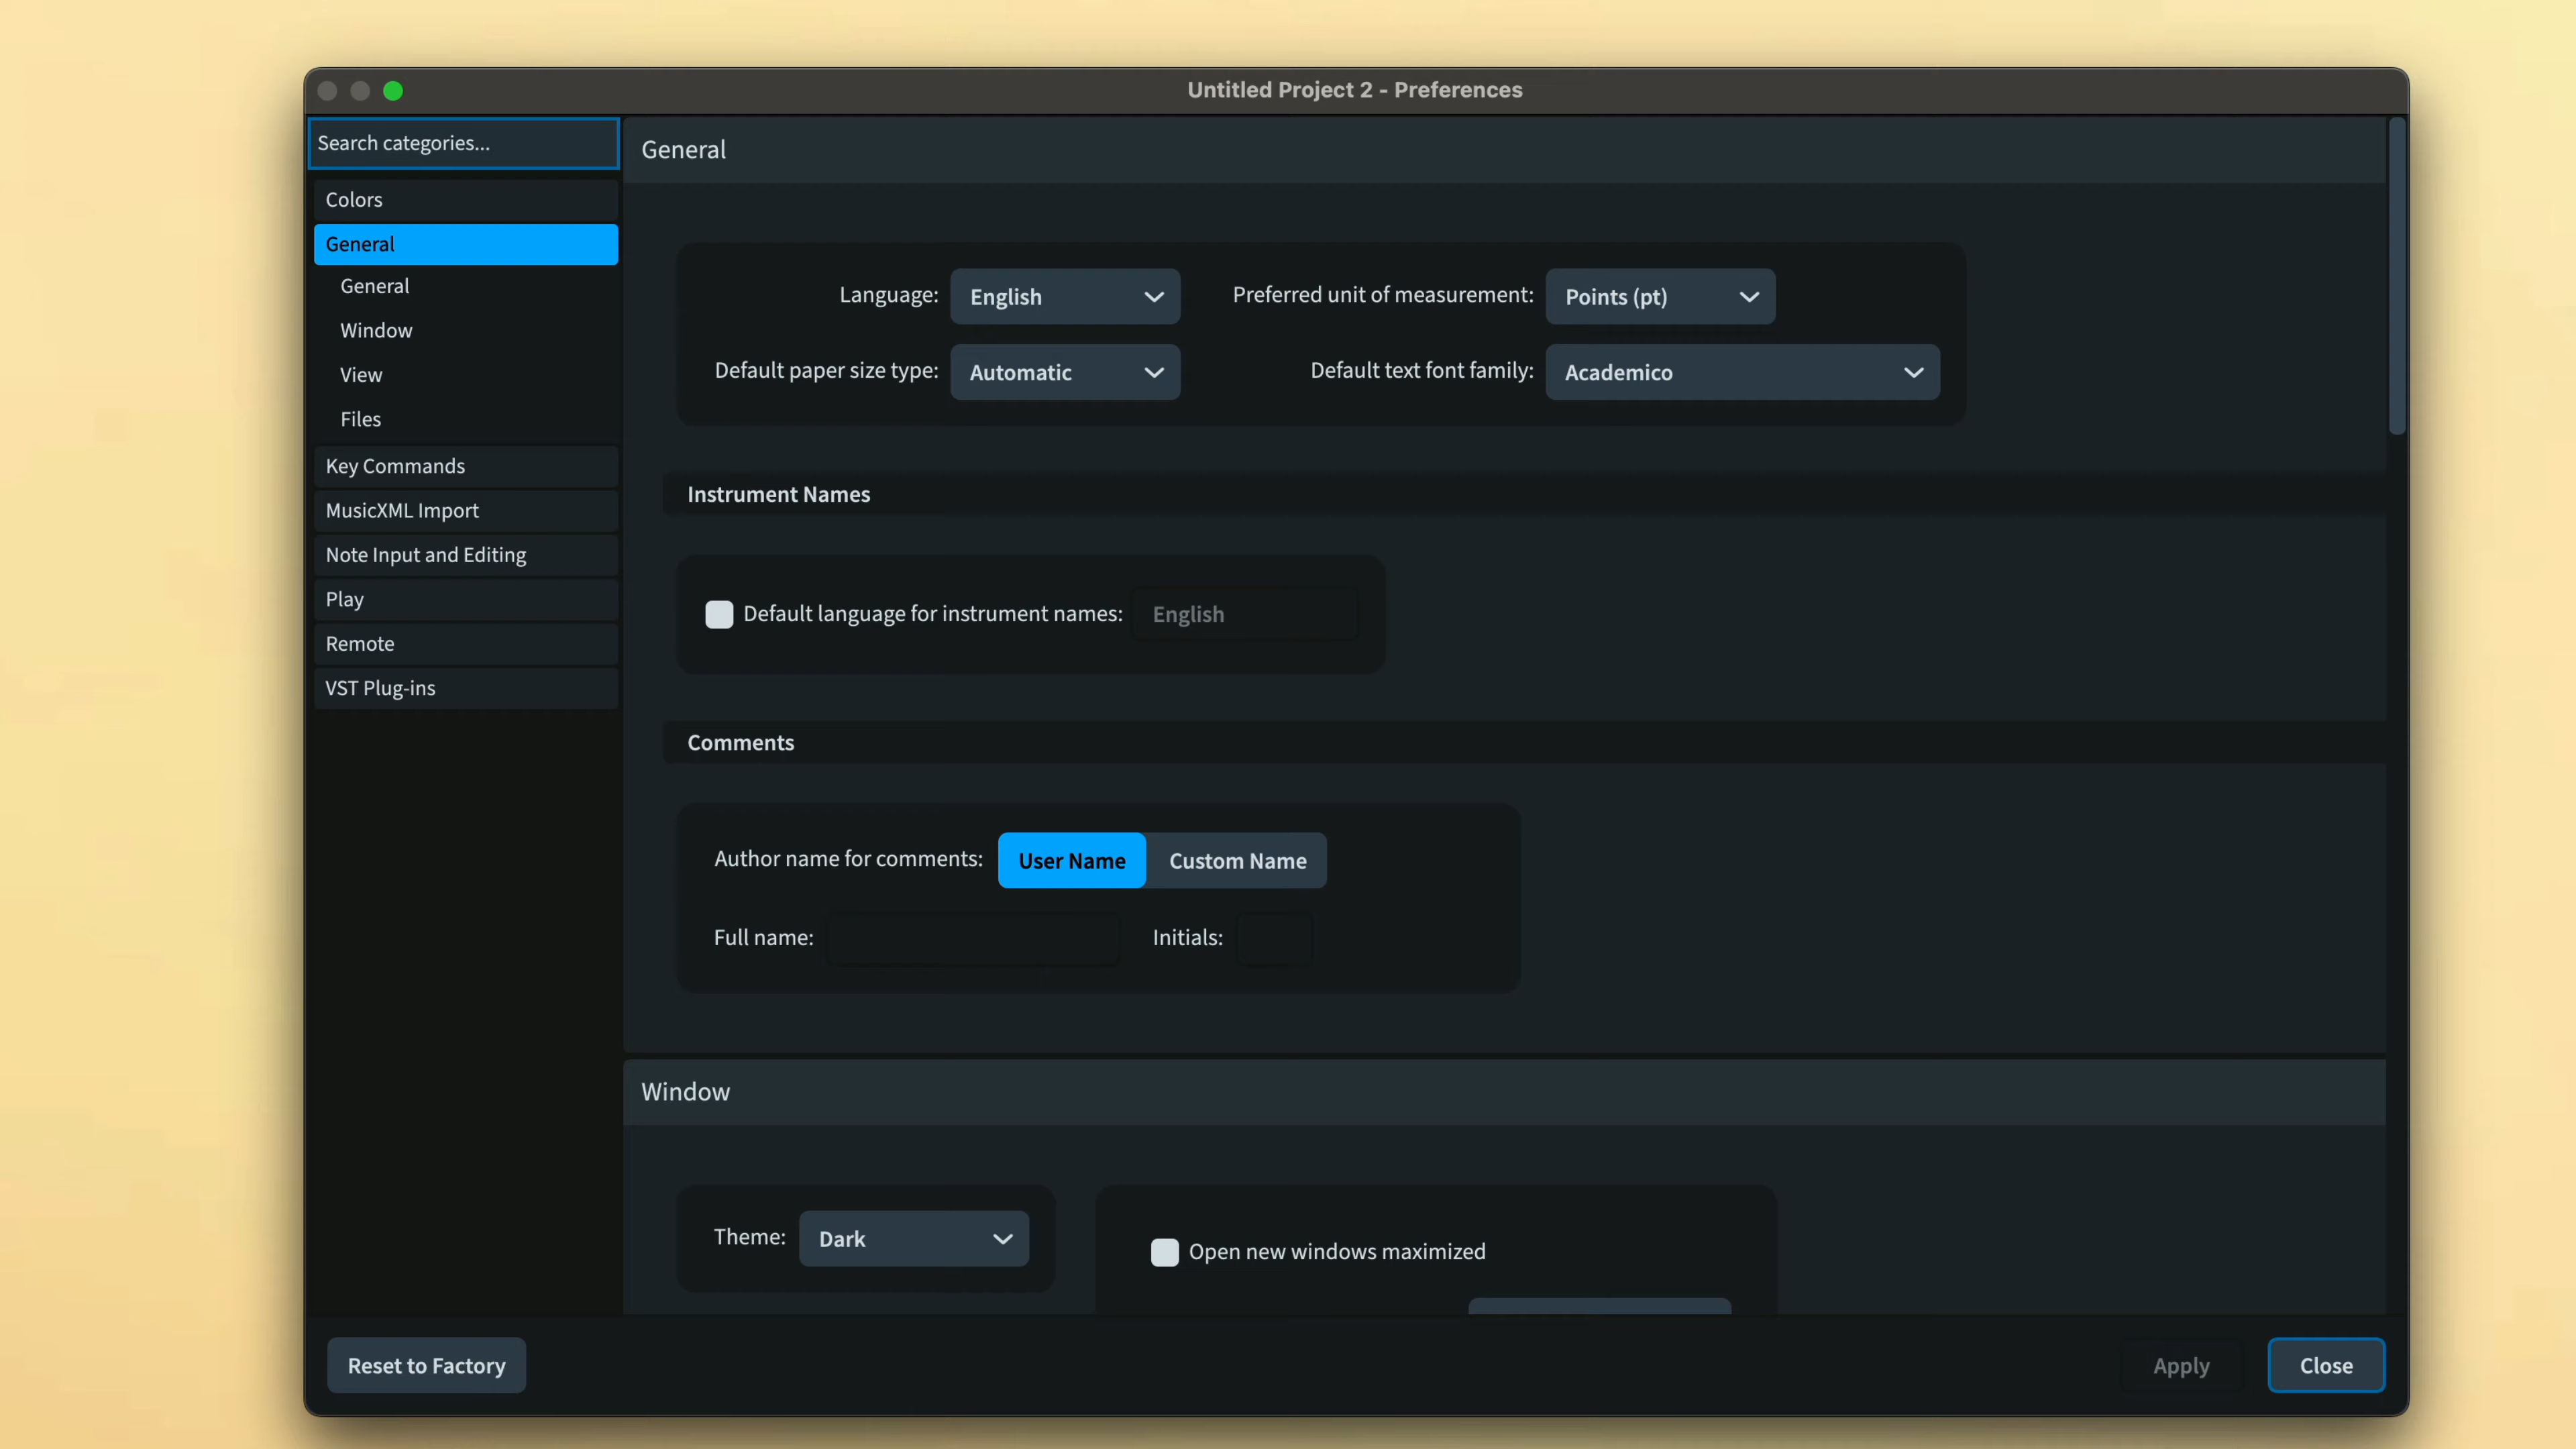 Untitled Project 2 - Preferences
Search categories...
Colors
General
General
Window
View
Files
Key Commands
MusicXML Import
Note Input and Editing
Play
Remote
VST Plug-ins
General
Language: English Preferred unit of measurement: Points (pt)
Default paper size type: Automatic Default text font family: Academico
Instrument Names
Default language for instrument names: English
Comments
Author name for comments: User Name Custom Name
Full name: Initials:
Window
Theme: Dark
Open new windows maximized
Reset to Factory Apply Close